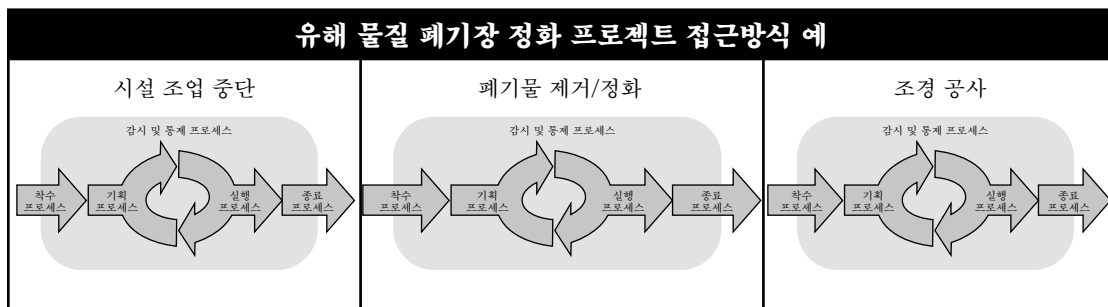 유해 물질 폐기장 정화 프로젝트 접근방식 예
시설 조업 중단
감시 및 통제 프로세스
착수
프로세스
기획
프로세스
실행
프로세스
종료
프로세스
폐기물 제거/정화
감시 및 통제 프로세스
착수
프로세스
기획
프로세스
실행
프로세스
종료
프로세스
조경 공사
감시 및 통제 프로세스
착수
프로세스
기획
프로세스
실행
프로세스
종료
프로세스